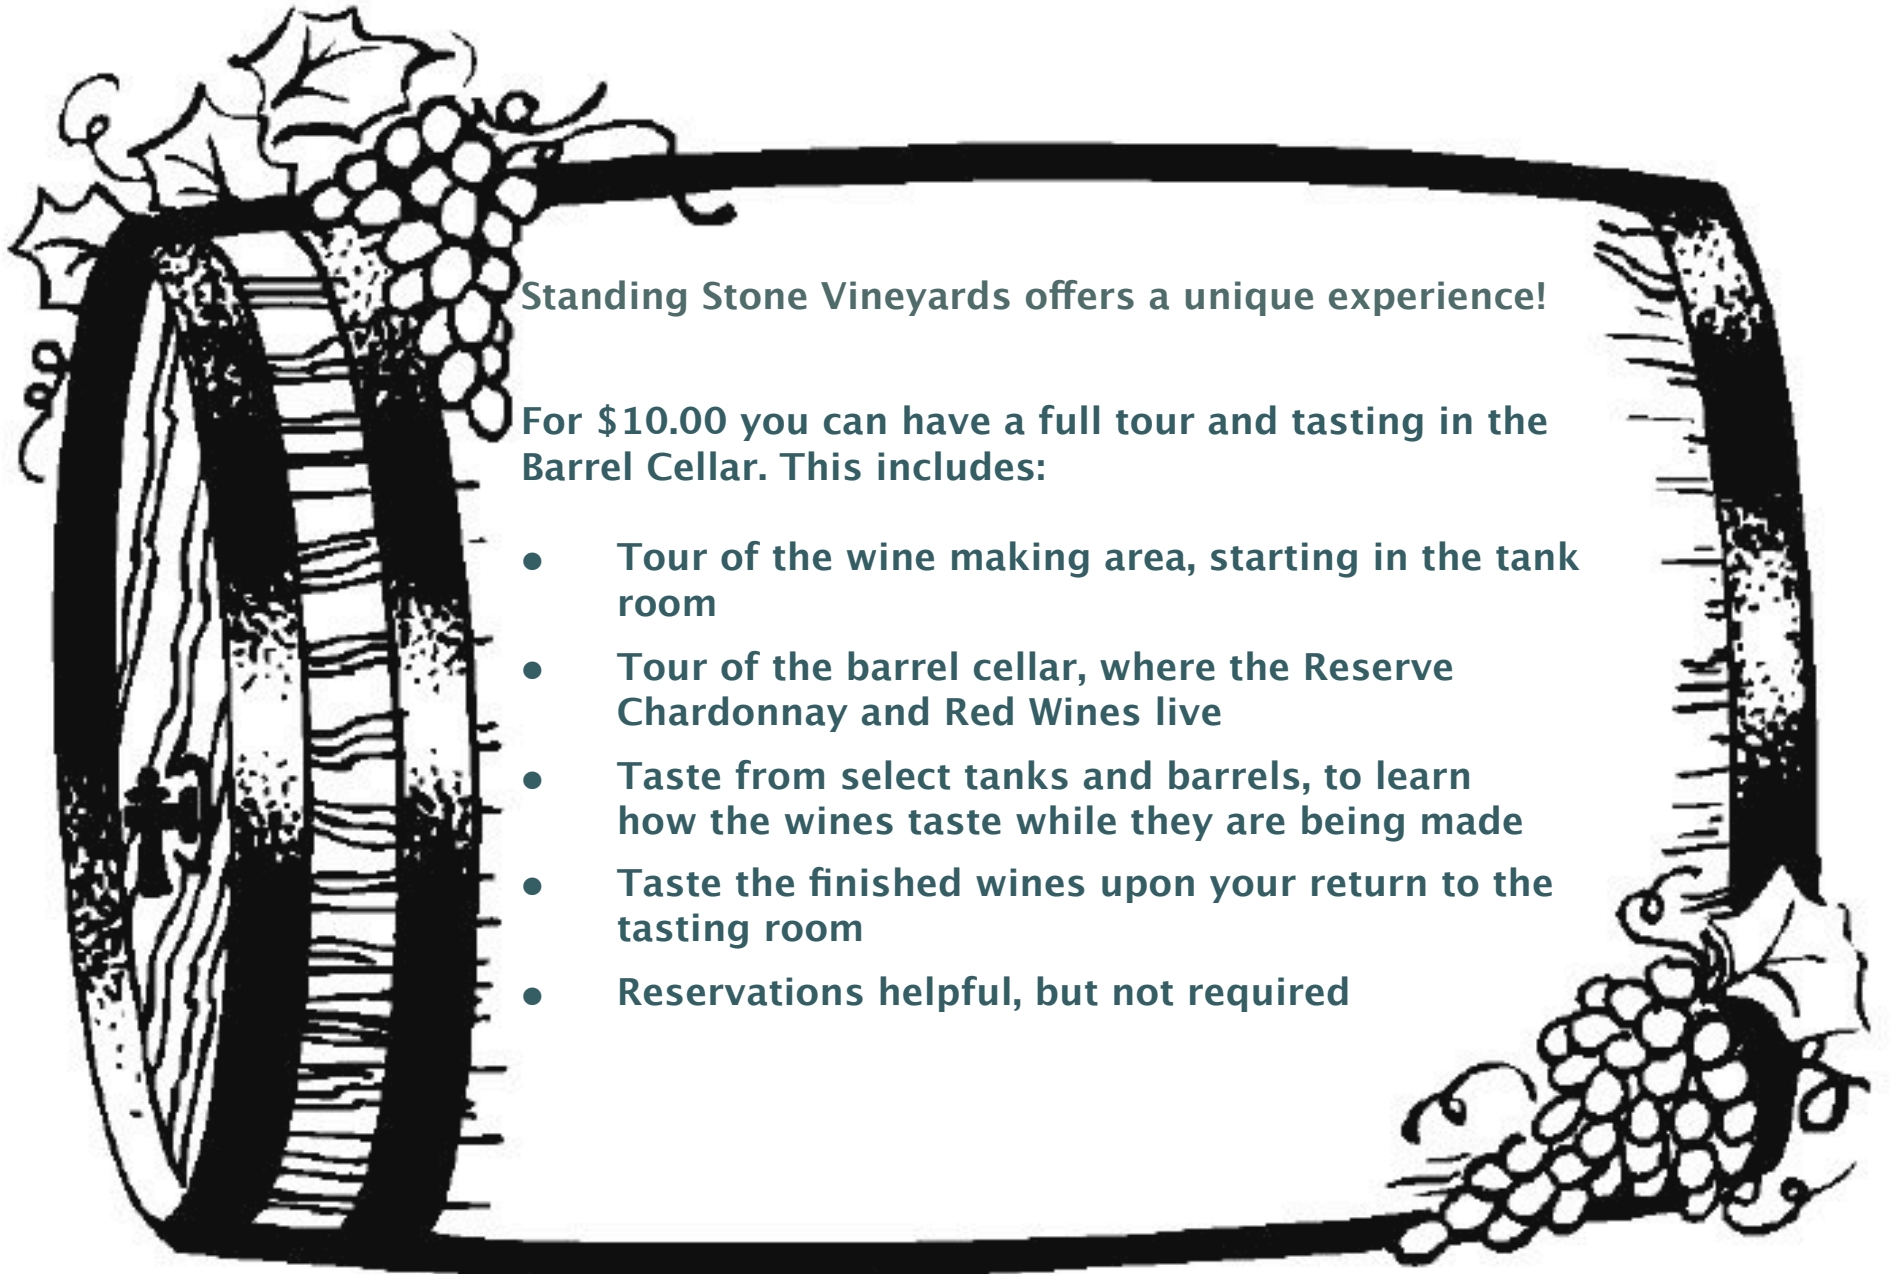 Standing Stone Vineyards offers a unique experience!
For $10.00 you can have a full tour and tasting in the
Barrel Cellar. This includes:
• Tour of the wine making area, starting in the tank
room
• Tour of the barrel cellar, where the Reserve
Chardonnay and Red Wines live
• Taste from select tanks and barrels, to learn
how the wines taste while they are being made
• Taste the finished wines upon your return to the
tasting room
• Reservations helpful, but not required